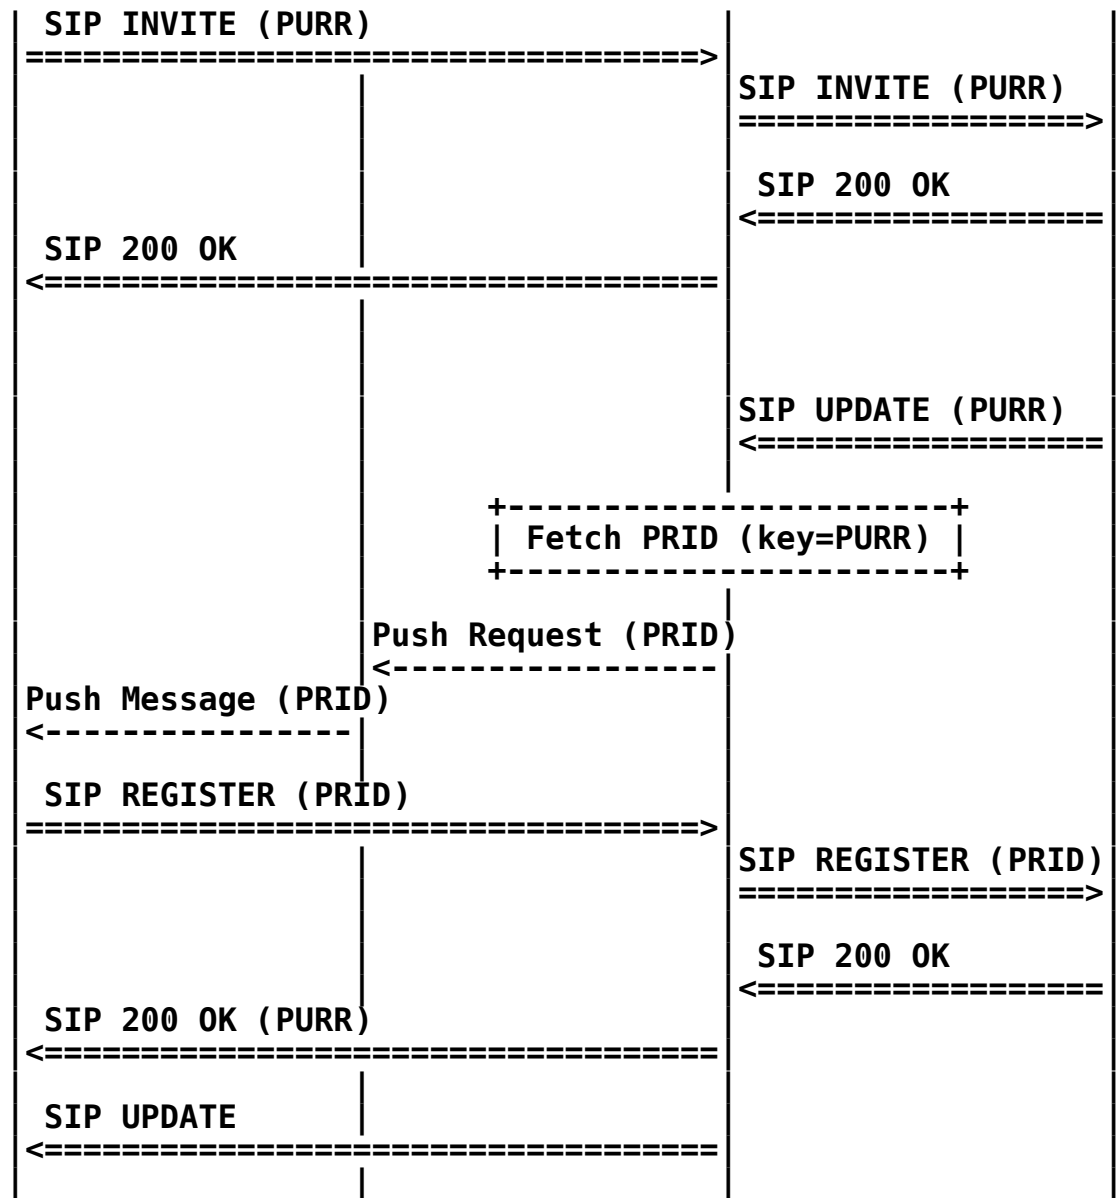 SIP INVITE (PURR)
SIP INVITE (PURR)
SIP 200 OK
SIP 200 OK
SIP UPDATE (PURR)
Fetch PRID (key=PURR)
Push Request (PRID)
Push Message (PRID)
SIP REGISTER (PRID)
SIP REGISTER (PRID)
SIP 200 OK
SIP 200 OK (PURR)
SIP UPDATE